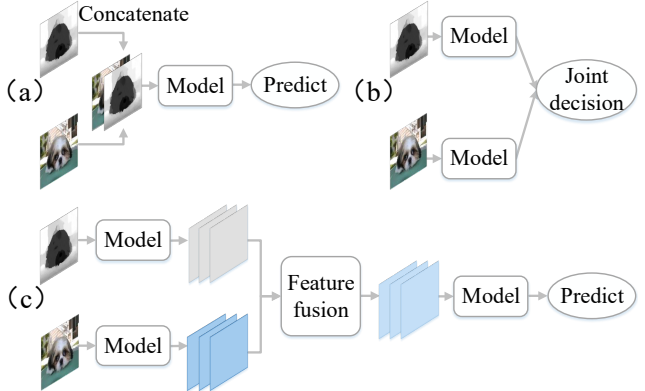 Concatenate
(a)
Model
Predict
(b)
Model
Model
Joint
decision
(c)
Model
Model
Feature
fusion
Model
Predict